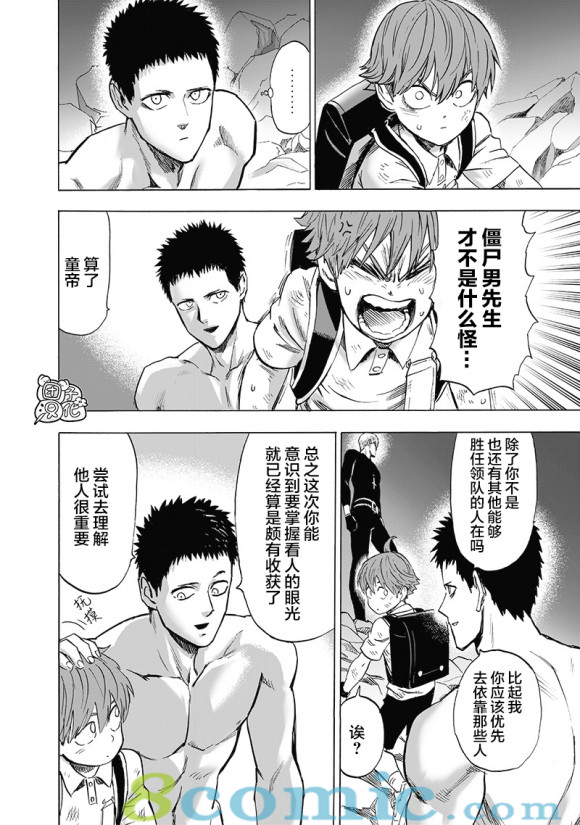 ......
僵尸男先生
才不是什么怪…
算了
童帝
团子
汉化
除了你不是
也还有其他能够
胜任领队的人在吗
比起我
你应该优先
去依靠那些人
诶?
总之这次你能
意识到要掌握看人的眼光
就已经算是颇有收获了
尝试去理解
他人很重要
抚摸
8comic.com